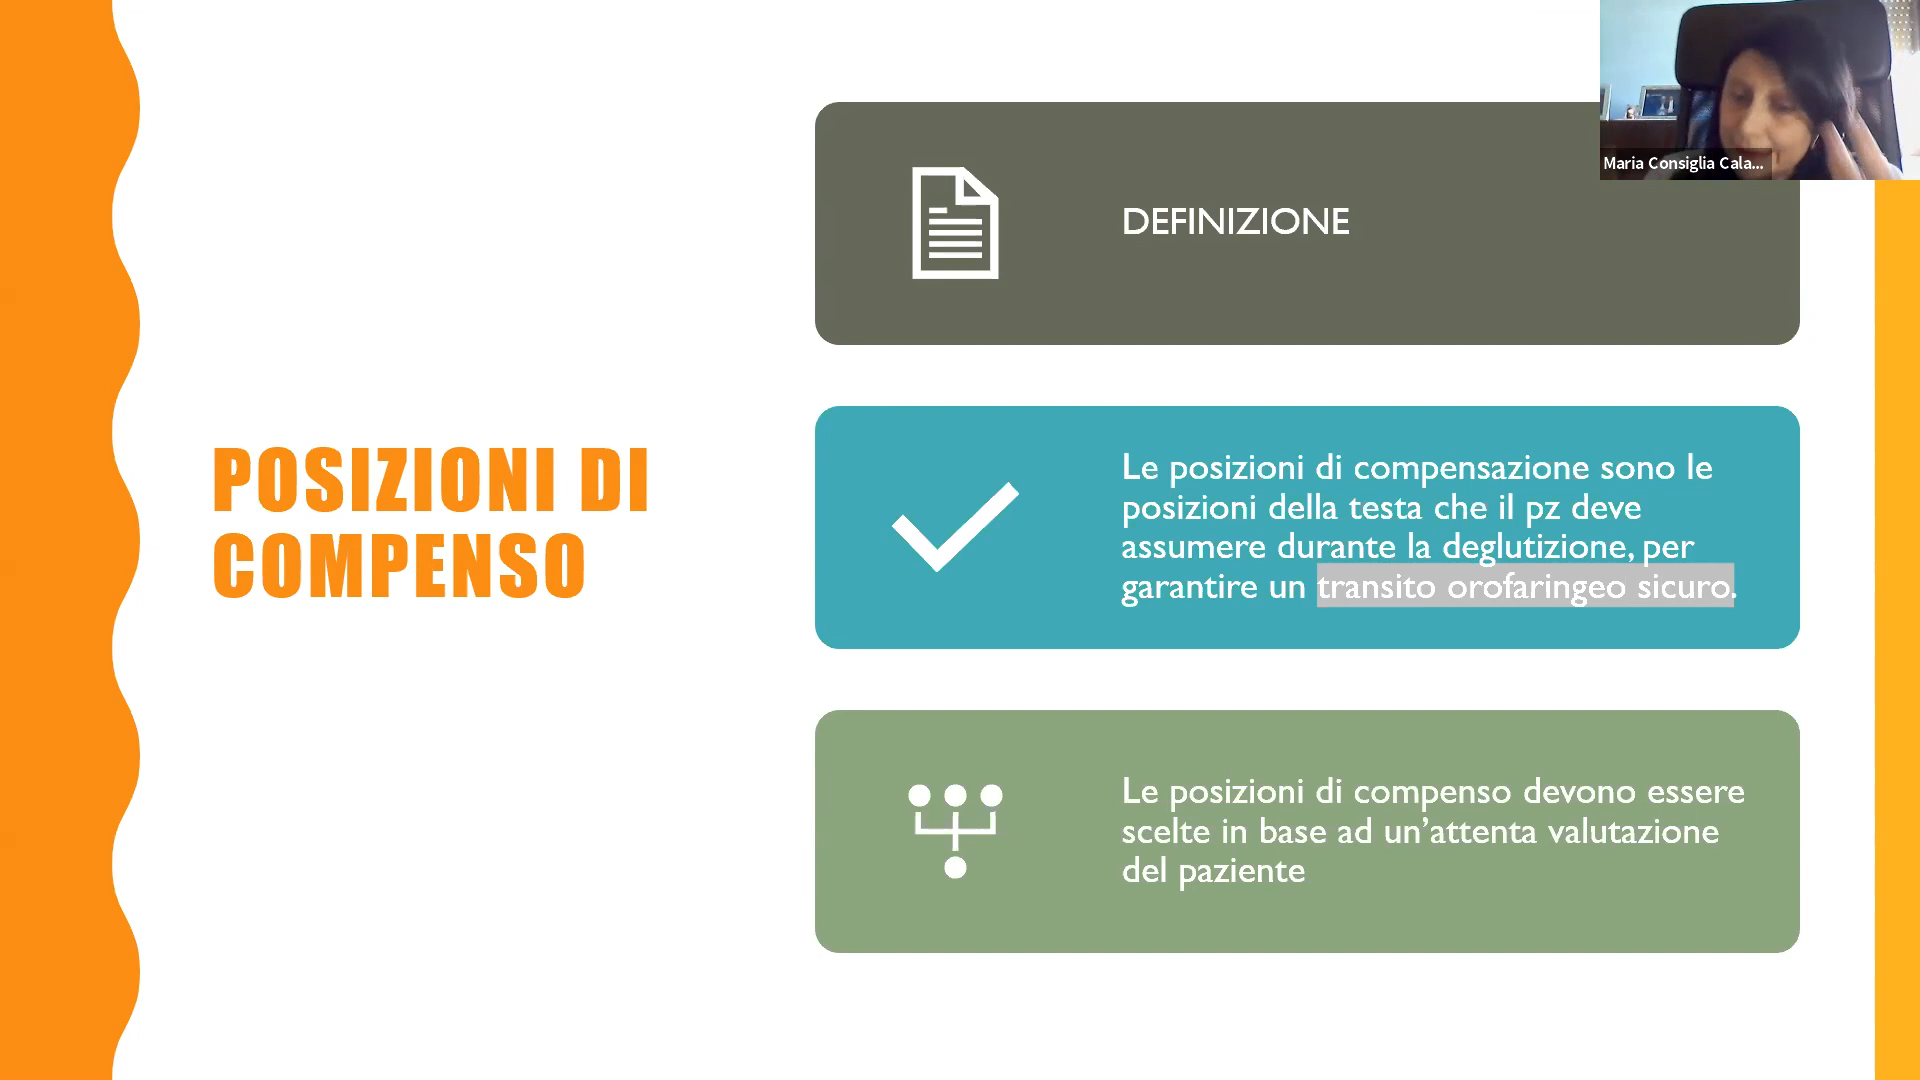 Maria Consiglia Cala...
DEFINIZIONE
POSIZIONI DI
COMPENSO
Le posizioni di compensazione sono le
posizioni della testa che il pz deve
assumere durante la deglutizione, per
garantire un transito orofaringeo sicuro.
Le posizioni di compenso devono essere
scelte in base ad un’attenta valutazione
del paziente